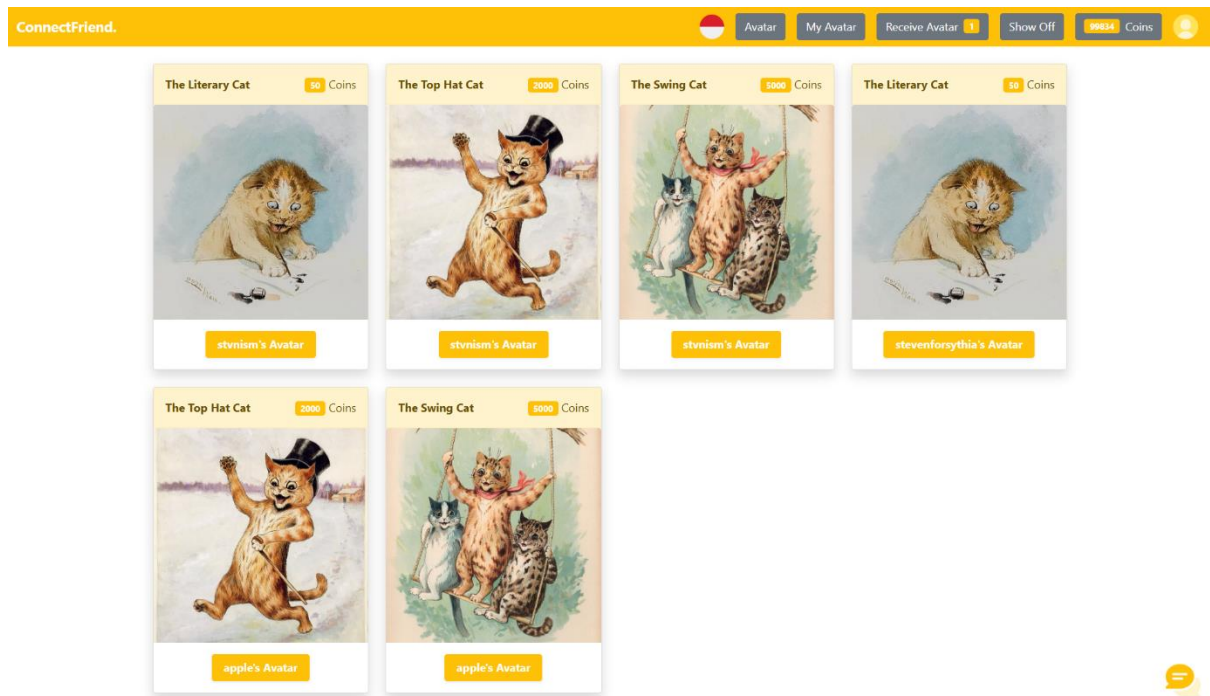 ConnectFriend.
Avatar
My Avatar
Receive Avatar 1
Show Off
99834 Coins
The Literary Cat
50 Coins
The Top Hat Cat
2000 Coins
The Swing Cat
5000 Coins
The Literary Cat
50 Coins
stvnism's Avatar
stvnism's Avatar
stvnism's Avatar
stevenforsythia's Avatar
The Top Hat Cat
2000 Coins
The Swing Cat
5000 Coins
apple's Avatar
apple's Avatar